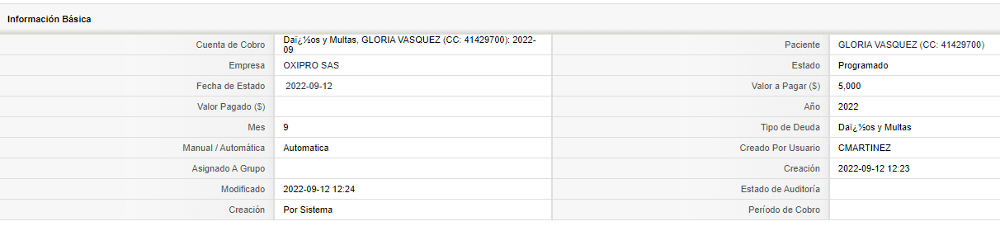 Información Básica
Cuenta de Cobro Daï¿½os y Multas, GLORIA VASQUEZ (CC: 41429700): 2022-
09
Paciente GLORIA VASQUEZ (CC: 41429700)
Empresa OXIPRO SAS
Estado Programado
Fecha de Estado 2022-09-12
Valor a Pagar ($) 5,000
Valor Pagado ($)
Año 2022
Mes 9
Tipo de Deuda Daï¿½os y Multas
Manual / Automática Automatica
Creado Por Usuario CMARTINEZ
Asignado A Grupo
Creación 2022-09-12 12:23
Modificado 2022-09-12 12:24
Estado de Auditoría
Creación Por Sistema
Período de Cobro